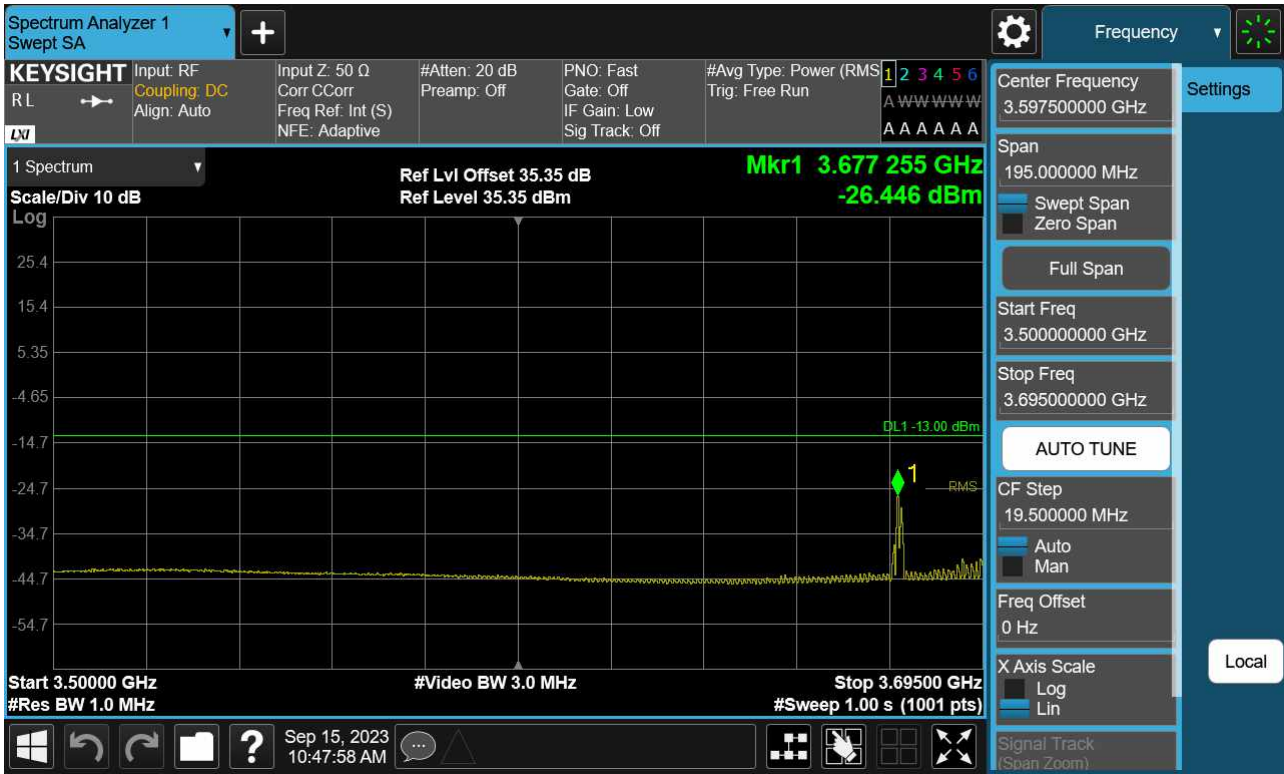 Spectrum Analyzer 1
Swept SA
+
Frequency
KEYSIGHT
R L
LXI
Input: RF
Coupling: DC
Align: Auto
Input Z: 50 Ω
Corr CCorr
Freq Ref: Int (S)
NFE: Adaptive
#Atten: 20 dB
Preamp: Off
PNO: Fast
Gate: Off
IF Gain: Low
Sig Track: Off
#Avg Type: Power (RMS
Trig: Free Run
1 2 3 4 5 6
A W W W W W
A A A A A A
1 Spectrum
Scale/Div 10 dB
Log
Ref Lvl Offset 35.35 dB
Ref Level 35.35 dBm
Mkr1 3.677 255 GHz
-26.446 dBm
25.4
15.4
5.35
-4.65
DL1 -13.00 dBm
-14.7
1
-24.7
RMS
-34.7
-44.7
-54.7
Start 3.50000 GHz
#Res BW 1.0 MHz
#Video BW 3.0 MHz
Stop 3.69500 GHz
#Sweep 1.00 s (1001 pts)
Center Frequency
3.597500000 GHz
Span
195.000000 MHz
Swept Span
Zero Span
Full Span
Start Freq
3.500000000 GHz
Stop Freq
3.695000000 GHz
AUTO TUNE
CF Step
19.500000 MHz
Auto
Man
Freq Offset
0 Hz
X Axis Scale
Log
Lin
Signal Track
(Span Zoom)
Settings
Local
?
Sep 15, 2023
10:47:58 AM